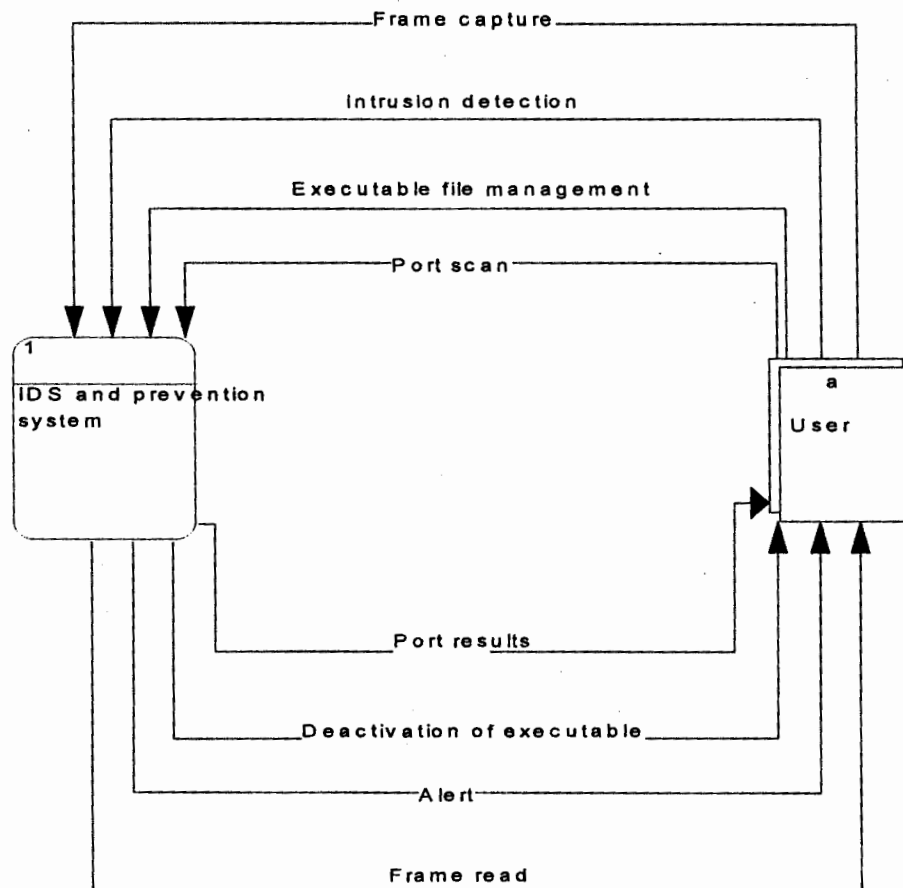 Frame capture
Intrusion detection
Executable file management
Port scan
1
IDS and prevention
system
a
User
Port results
Deactivation of executable
Alert
Frame read